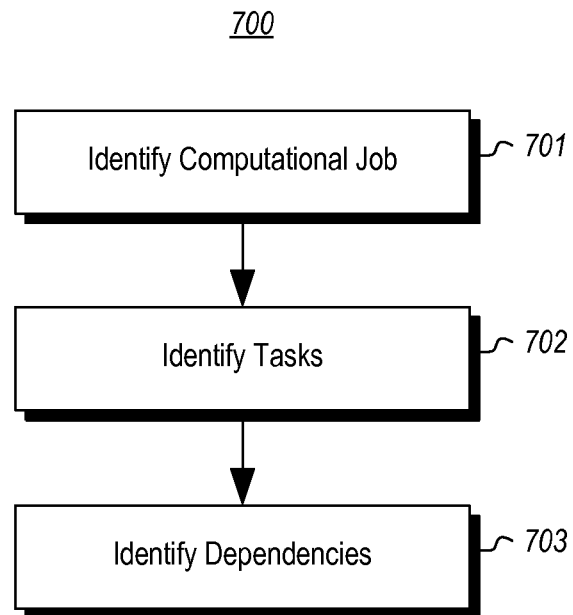 700
Identify Computational Job
701
Identify Tasks
702
Identify Dependencies
703